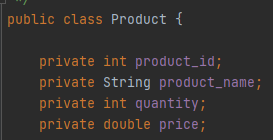 */
public class Product {
private int product_id;
private String product_name;
private int quantity;
private double price;